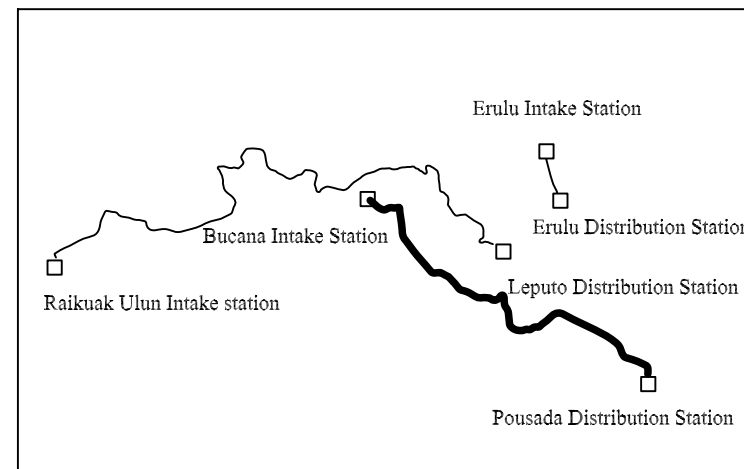 Erulu Intake Station
Erulu Distribution Station
Bucana Intake Station
Leputo Distribution Station
Raikuak Ulun Intake station
Pousada Distribution Station